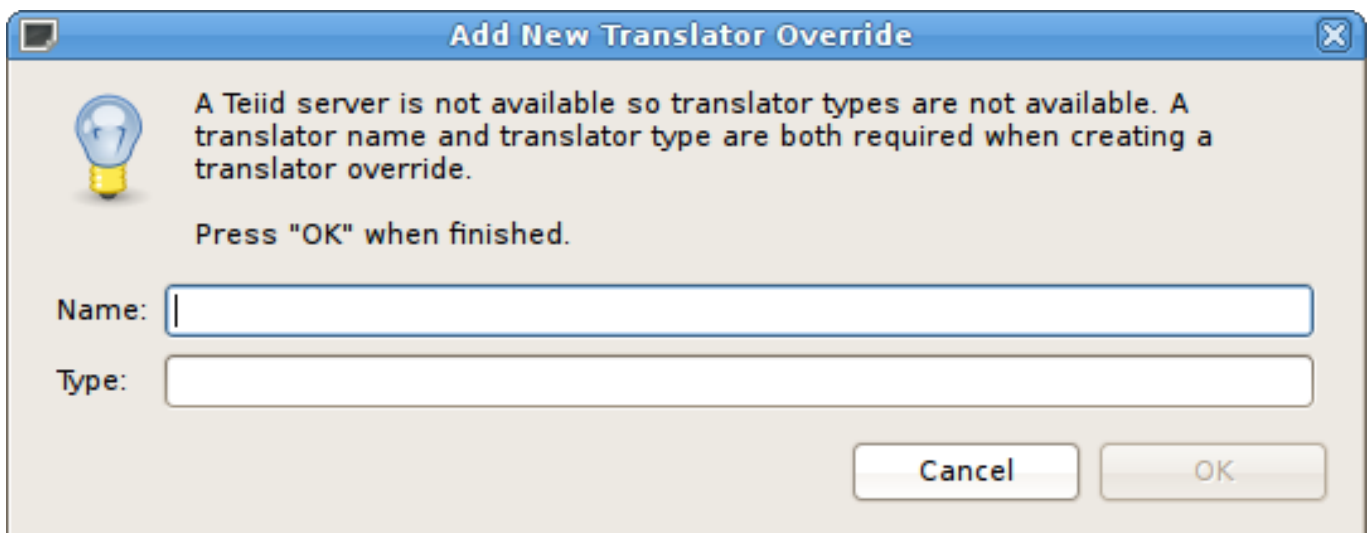 Add New Translator Override
A Teiid server is not available so translator types are not available. A
translator name and translator type are both required when creating a
translator override.
Press "OK" when finished.
Name:
Type:
Cancel
OK